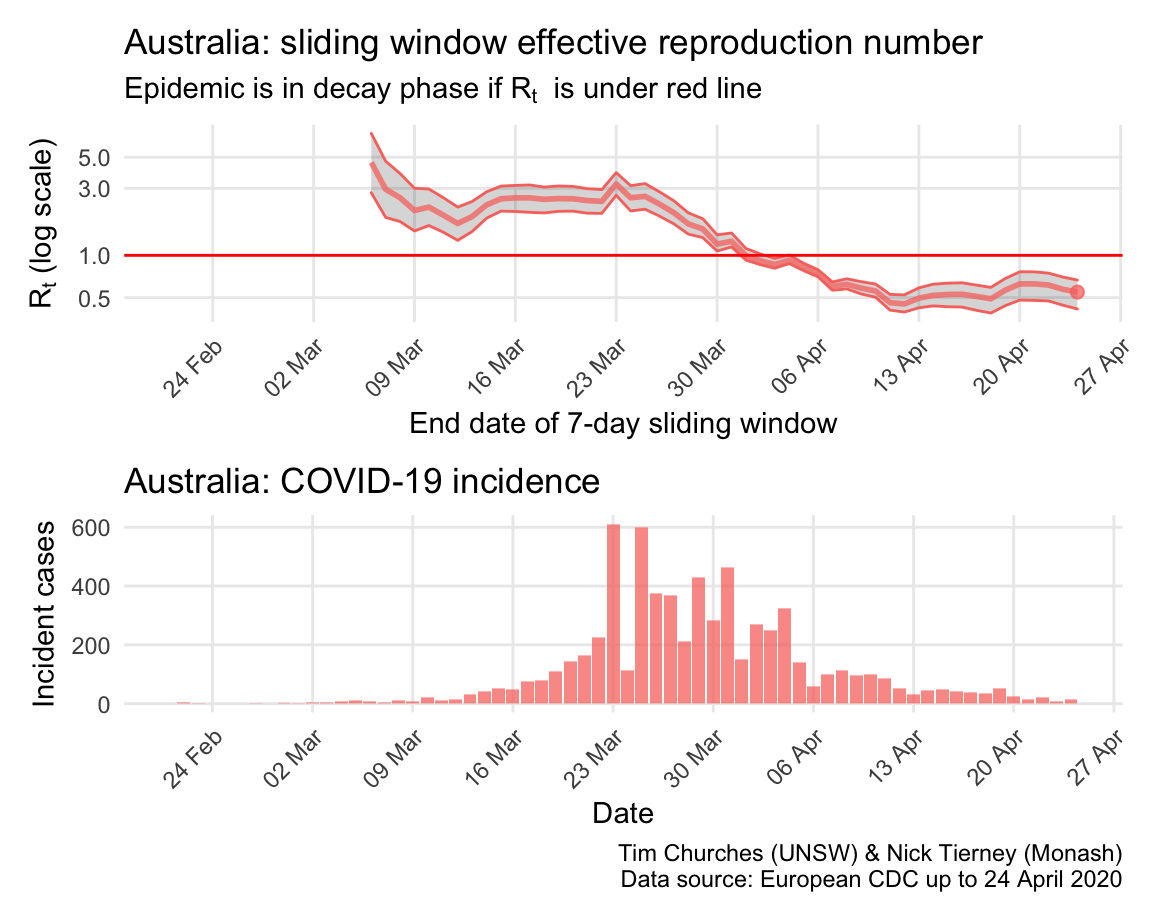 Australia: sliding window effective reproduction number
Epidemic is in decay phase if Rt is under red line
Rt (log scale)
5.0
3.0
1.0
0.5
24 Feb
02 Mar
09 Mar
16 Mar
23 Mar
30 Mar
06 Apr
13 Apr
20 Apr
27 Apr
End date of 7-day sliding window
Australia: COVID-19 incidence
Incident cases
600
400
200
0
24 Feb
02 Mar
09 Mar
16 Mar
23 Mar
30 Mar
06 Apr
13 Apr
20 Apr
27 Apr
Date
Tim Churches (UNSW) & Nick Tierney (Monash)
Data source: European CDC up to 24 April 2020